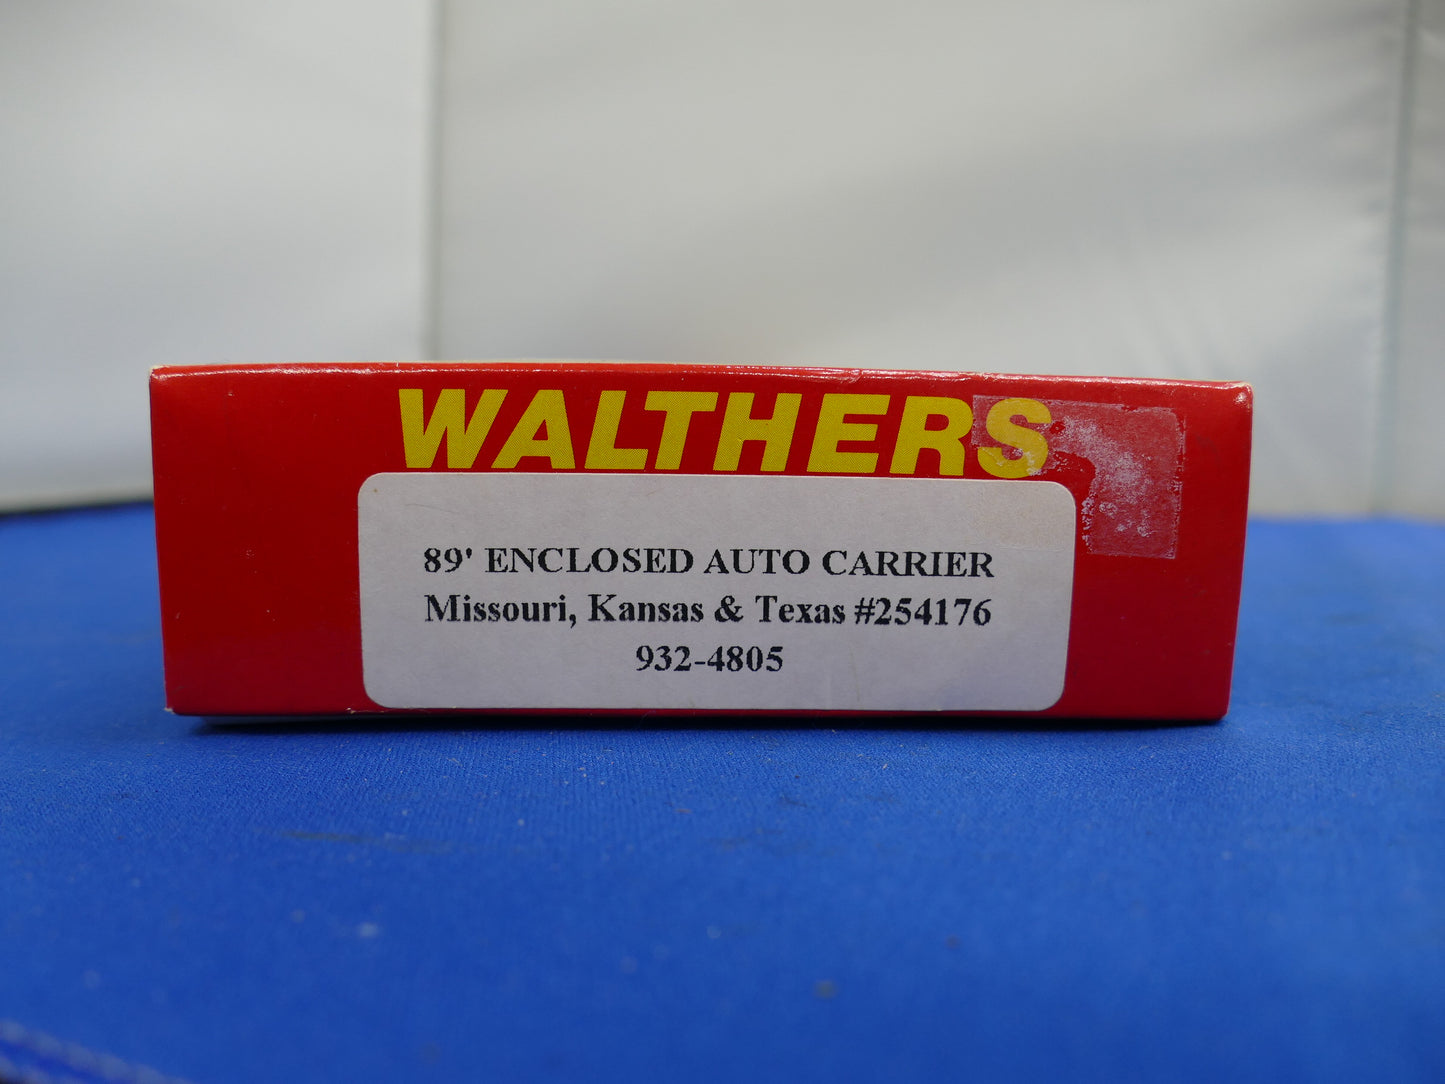 WALTHERS
89' ENCLOSED AUTO CARRIER
Missouri, Kansas & Texas #254176
932-4805